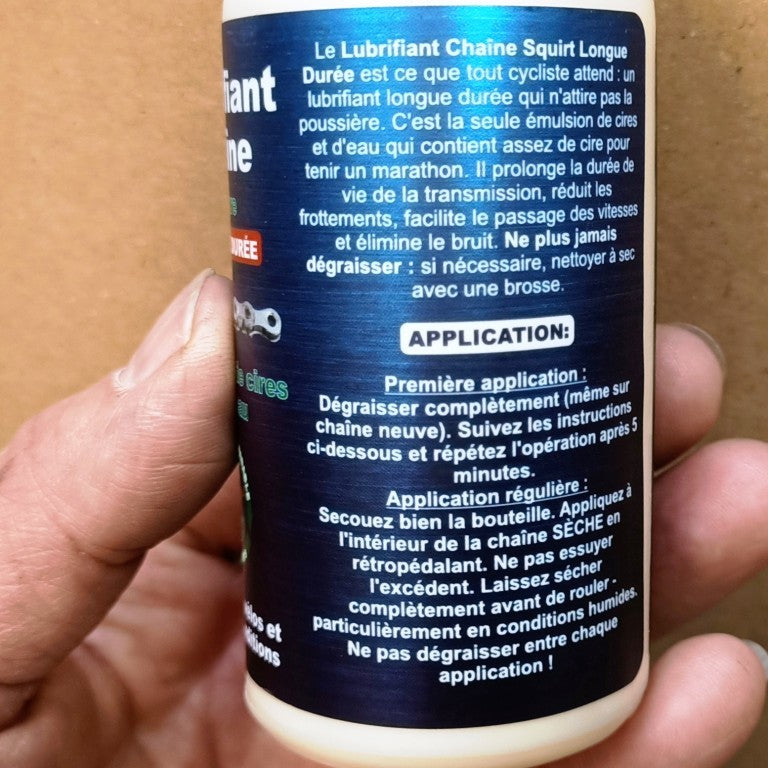 Le Lubrifiant Chaîne Squirt Longue
Durée est ce que tout cycliste attend : un
lubrifiant longue durée qui n'attire pas la
poussière. C'est la seule émulsion de cires
et d'eau qui contient assez de cire pour
tenir un marathon. Il prolonge la durée de
vie de la transmission, réduit les
frottements, facilite le passage des vitesses
et élimine le bruit. Ne plus jamais
dégraisser : si nécessaire, nettoyer à sec
avec une brosse.
APPLICATION:
Première application :
Dégraisser complètement (même sur
chaîne neuve). Suivez les instructions
ci-dessous et répétez l'opération après 5
minutes.
Application régulière :
Secouez bien la bouteille. Appliquez à
l'intérieur de la chaîne SÈCHE en
rétropédalant. Ne pas essuyer
l'excédent. Laissez sécher
complètement avant de rouler -
particulièrement en conditions humides.
Ne pas dégraisser entre chaque
application !
DURÉE
de cires
et